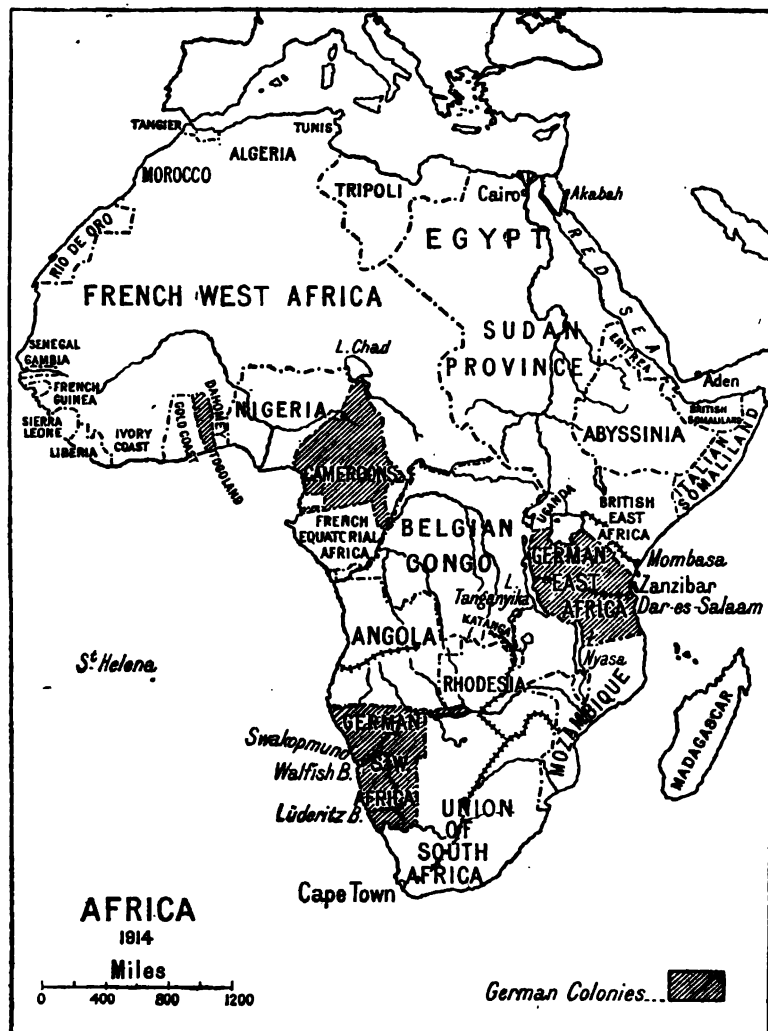 TANGIER
TUNIS
ALGERIA
MOROCCO
TRIPOLI
Cairo
Akabah
RIO DE ORO
EGYPT
RED SEA
FRENCH WEST AFRICA
SUDAN
PROVINCE
L. Chad
ERITREA
SENEGAL
GAMBIA
FRENCH
GUINEA
Aden
DAHOMEY
NIGERIA
BRITISH SOMALILAND
SIERRA
LEONE
LIBERIA
IVORY
COAST
GOLD COAST
TOGOLAND
ABYSSINIA
ITALIAN
SOMALILAND
CAMEROONS
UGANDA
BRITISH
EAST
AFRICA
FRENCH
EQUATERIAL
AFRICA
BELGIAN
CONGO
GERMAN
EAST
AFRICA
Mombasa
Zanzibar
Dar-es-Salaam
L.
Tanganyika
KATANGA
ANGOLA
St Helena
Nyasa
RHODESIA
MOZAMBIQUE
MADAGASCAR
GERMAN
S.W.
AFRICA
Swakopmund
Walfish B.
Lüderitz B.
UNION
OF
SOUTH
AFRICA
Cape Town
AFRICA
1914
Miles
0 400 800 1200
German Colonies...